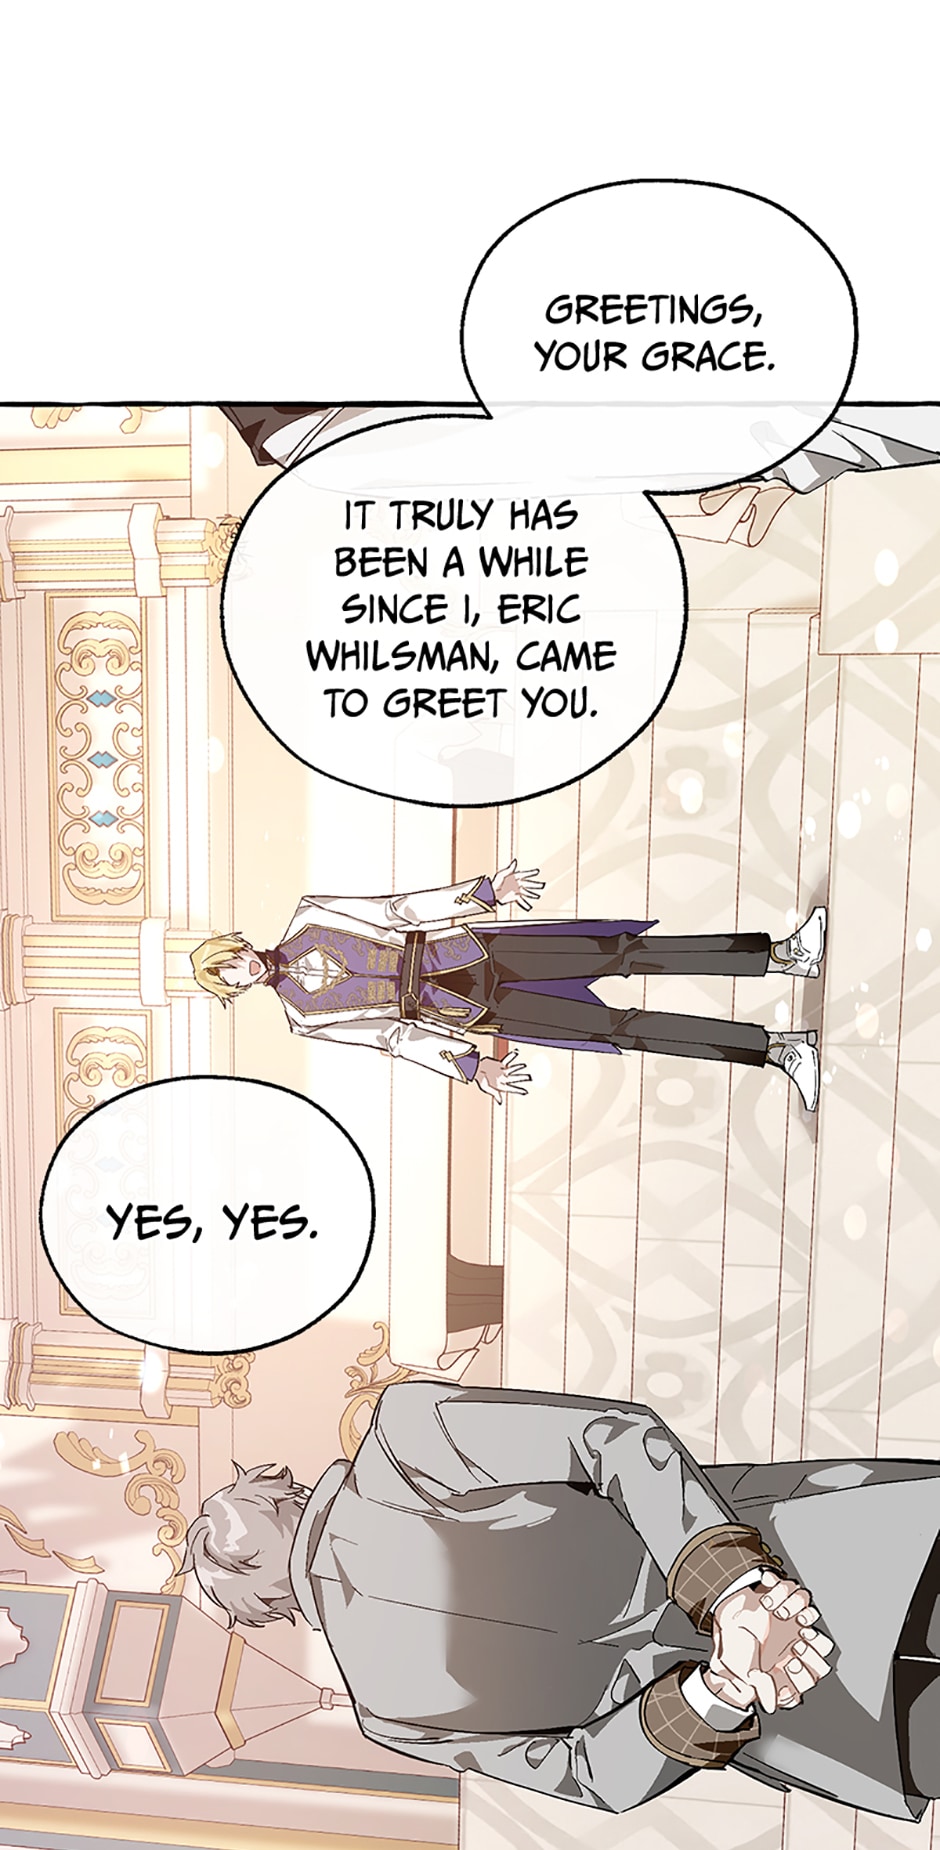 GREETINGS,
YOUR GRACE.
IT TRULY HAS
BEEN A WHILE
SINCE I, ERIC
WHILSMAN, CAME
TO GREET YOU.
YES, YES.